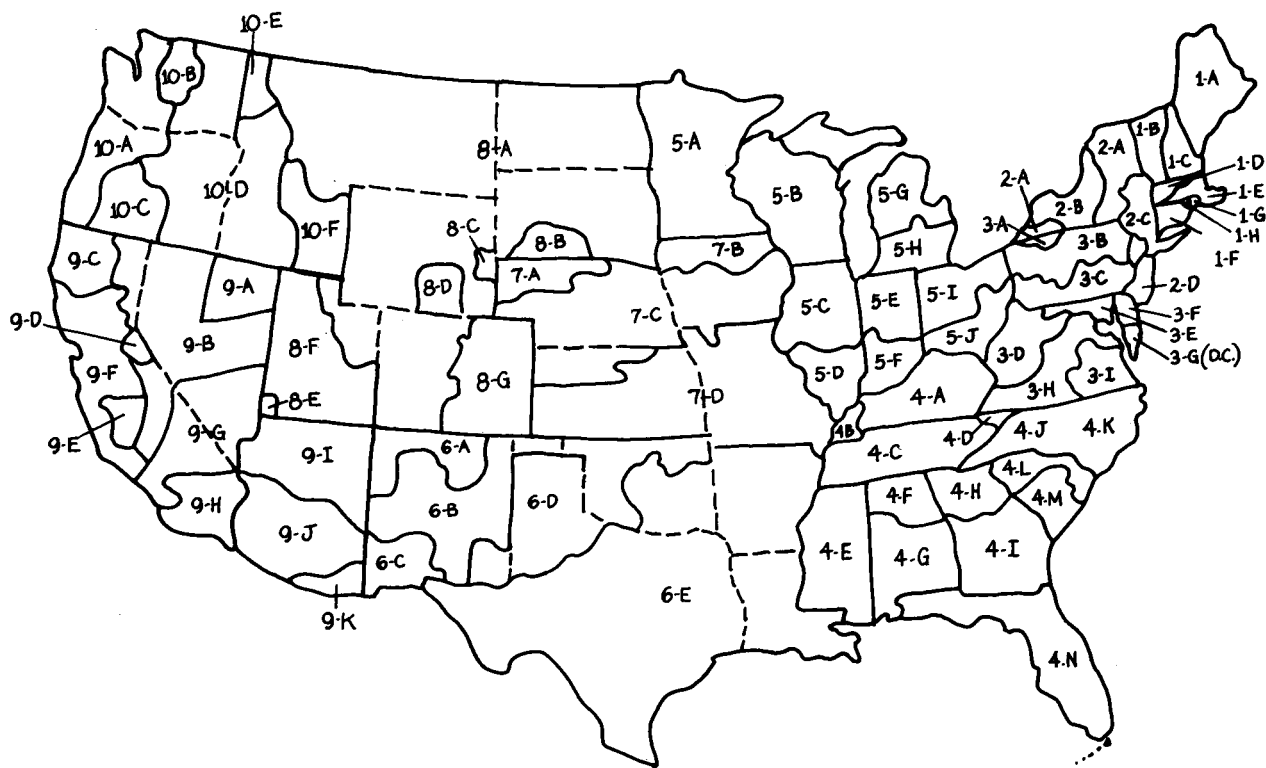 10-E
10-B
1-A
10-A
8-A
5-A
2-A
1-B
1-C
1-D
10-D
5-B
5-G
2-A
1-E
10-C
2-B
2-C
1-G
10-F
8-C
8-B
3-A
3-B
1-H
7-B
5-H
1-F
9-C
7-A
3-C
9-A
8-D
5-E
5-I
2-D
5-C
7-C
3-F
9-D
3-E
9-B
8-F
5-J
3-D
3-G(D.C.)
5-F
9-F
8-G
5-D
3-I
3-H
8-E
7-D
4-A
9-E
9-G
4B
4-D
4-J
4-K
6-A
4-C
9-I
4-L
9-H
6-D
4-F
4-H
4-M
6-B
9-J
4-E
4-G
4-I
6-C
6-E
9-K
4-N